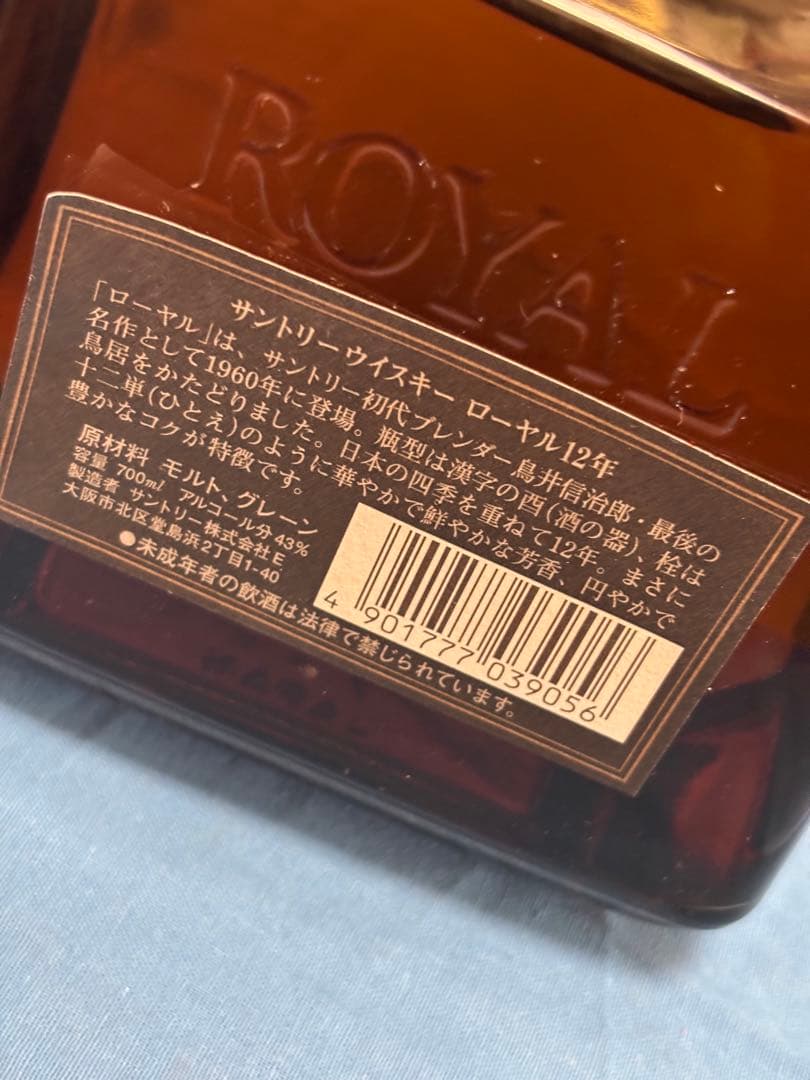 ROYAL
サントリーウイスキー ローヤル12年
「ローヤル」は、サントリー初代ブレンダー鳥井信治郎・最後の
名作として1960年に登場。瓶型は漢字の酉(酒の器)、栓は
鳥居をかたどりました。日本の四季を重ねて12年。まさに
十二単(ひとえ)のように華やかで鮮やかな芳香、円やかで
豊かなコクが特徴です。
原材料 モルト、グレーン
容量 700ml アルコール分 43%
製造者 サントリー株式会社E
大阪市北区堂島浜2丁目1-40
●未成年者の飲酒は法律で禁じられています。
4 901777 039056